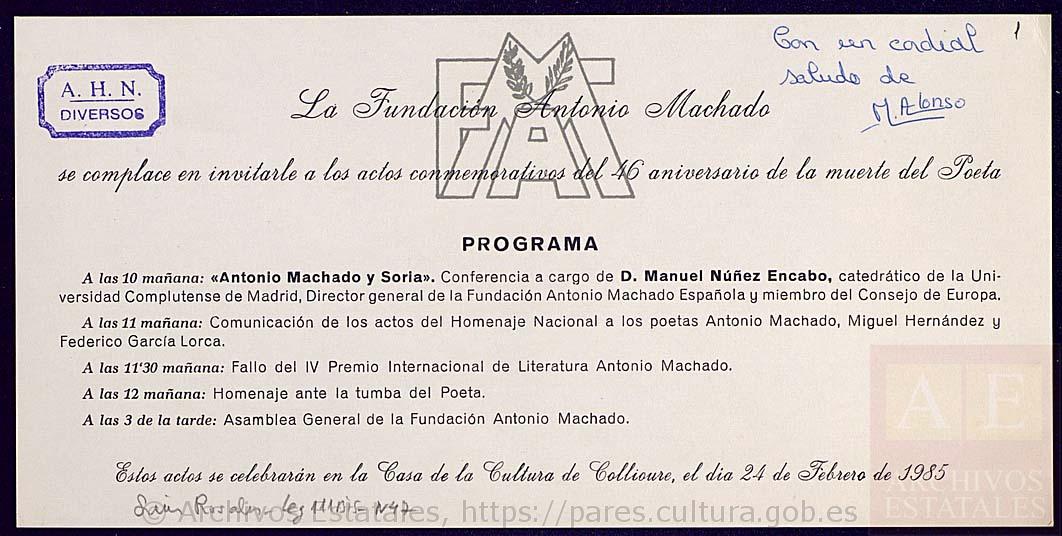 Con un cordial
saludo de
M. Alonso
1
A. H. N.
DIVERSOS
FAM
La Fundación Antonio Machado
se complace en invitarle a los actos conmemorativos del 46 aniversario de la muerte del Poeta
PROGRAMA
A las 10 mañana: «Antonio Machado y Soria». Conferencia a cargo de D. Manuel Núñez Encabo, catedrático de la Uni-
versidad Complutense de Madrid, Director general de la Fundación Antonio Machado Española y miembro del Consejo de Europa.
A las 11 mañana: Comunicación de los actos del Homenaje Nacional a los poetas Antonio Machado, Miguel Hernández y
Federico García Lorca.
A las 11'30 mañana: Fallo del IV Premio Internacional de Literatura Antonio Machado.
A las 12 mañana: Homenaje ante la tumba del Poeta.
A las 3 de la tarde: Asamblea General de la Fundación Antonio Machado.
Estos actos se celebrarán en la Casa de la Cultura de Collioure, el dia 24 de Febrero de 1985
Rosales
© Archivos Estatales, https://pares.cultura.gob.es
A E
ARCHIVOS
ESTATALES